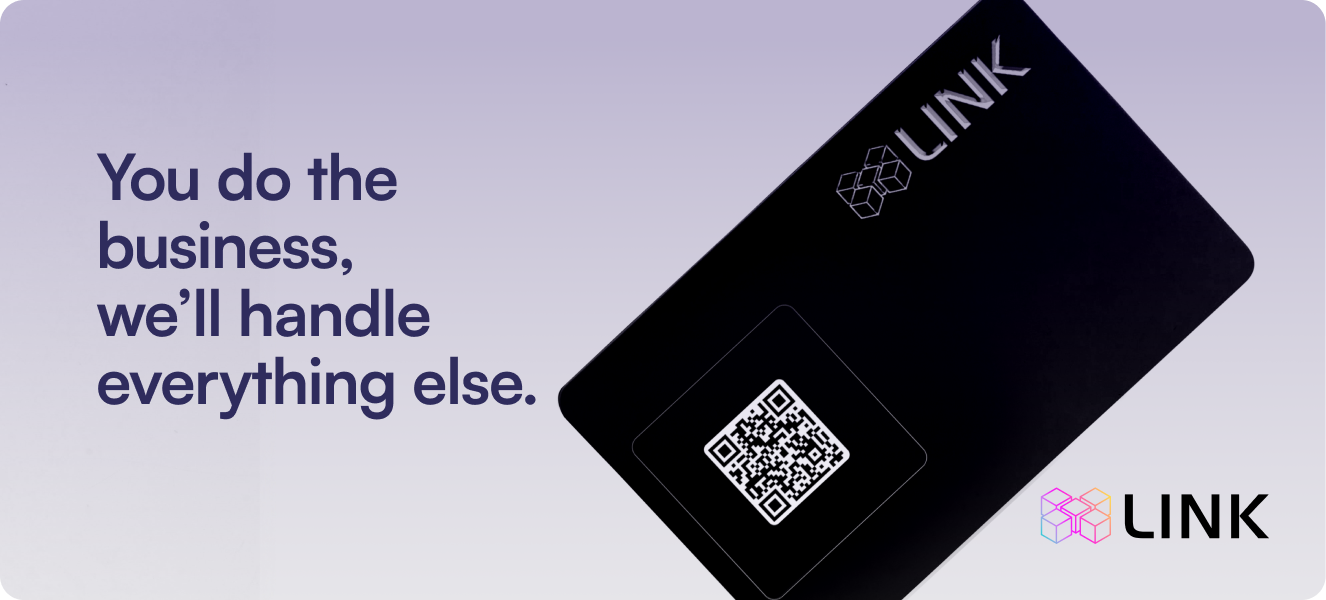 You do the
business,
we’ll handle
everything else.
LINK
LINK